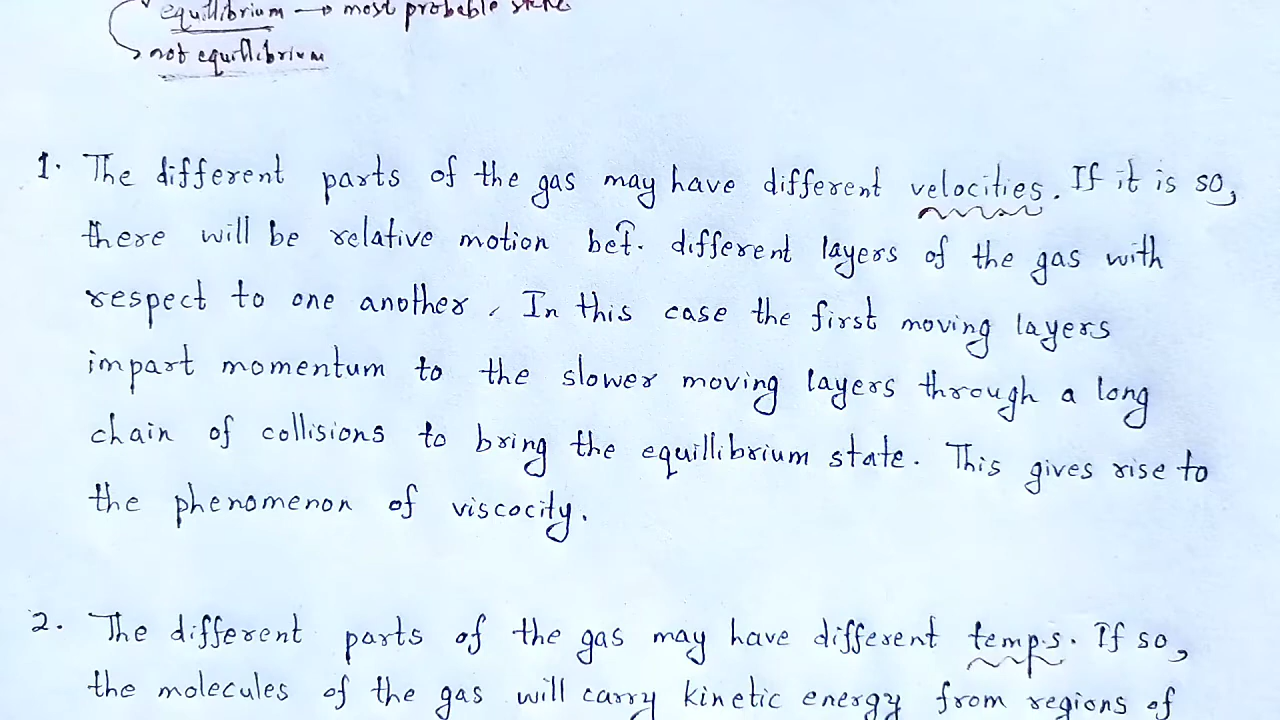 equilibrium → most probable state
not equillibrium
1. The different parts of the gas may have different velocities. If it is so,
there will be relative motion bet. different layers of the gas with
respect to one another. In this case the first moving layers
impart momentum to the slower moving layers through a long
chain of collisions to bring the equillibrium state. This gives rise to
the phenomenon of viscocity.
2. The different parts of the gas may have different temps. If so,
the molecules of the gas will carry kinetic energy from regions of